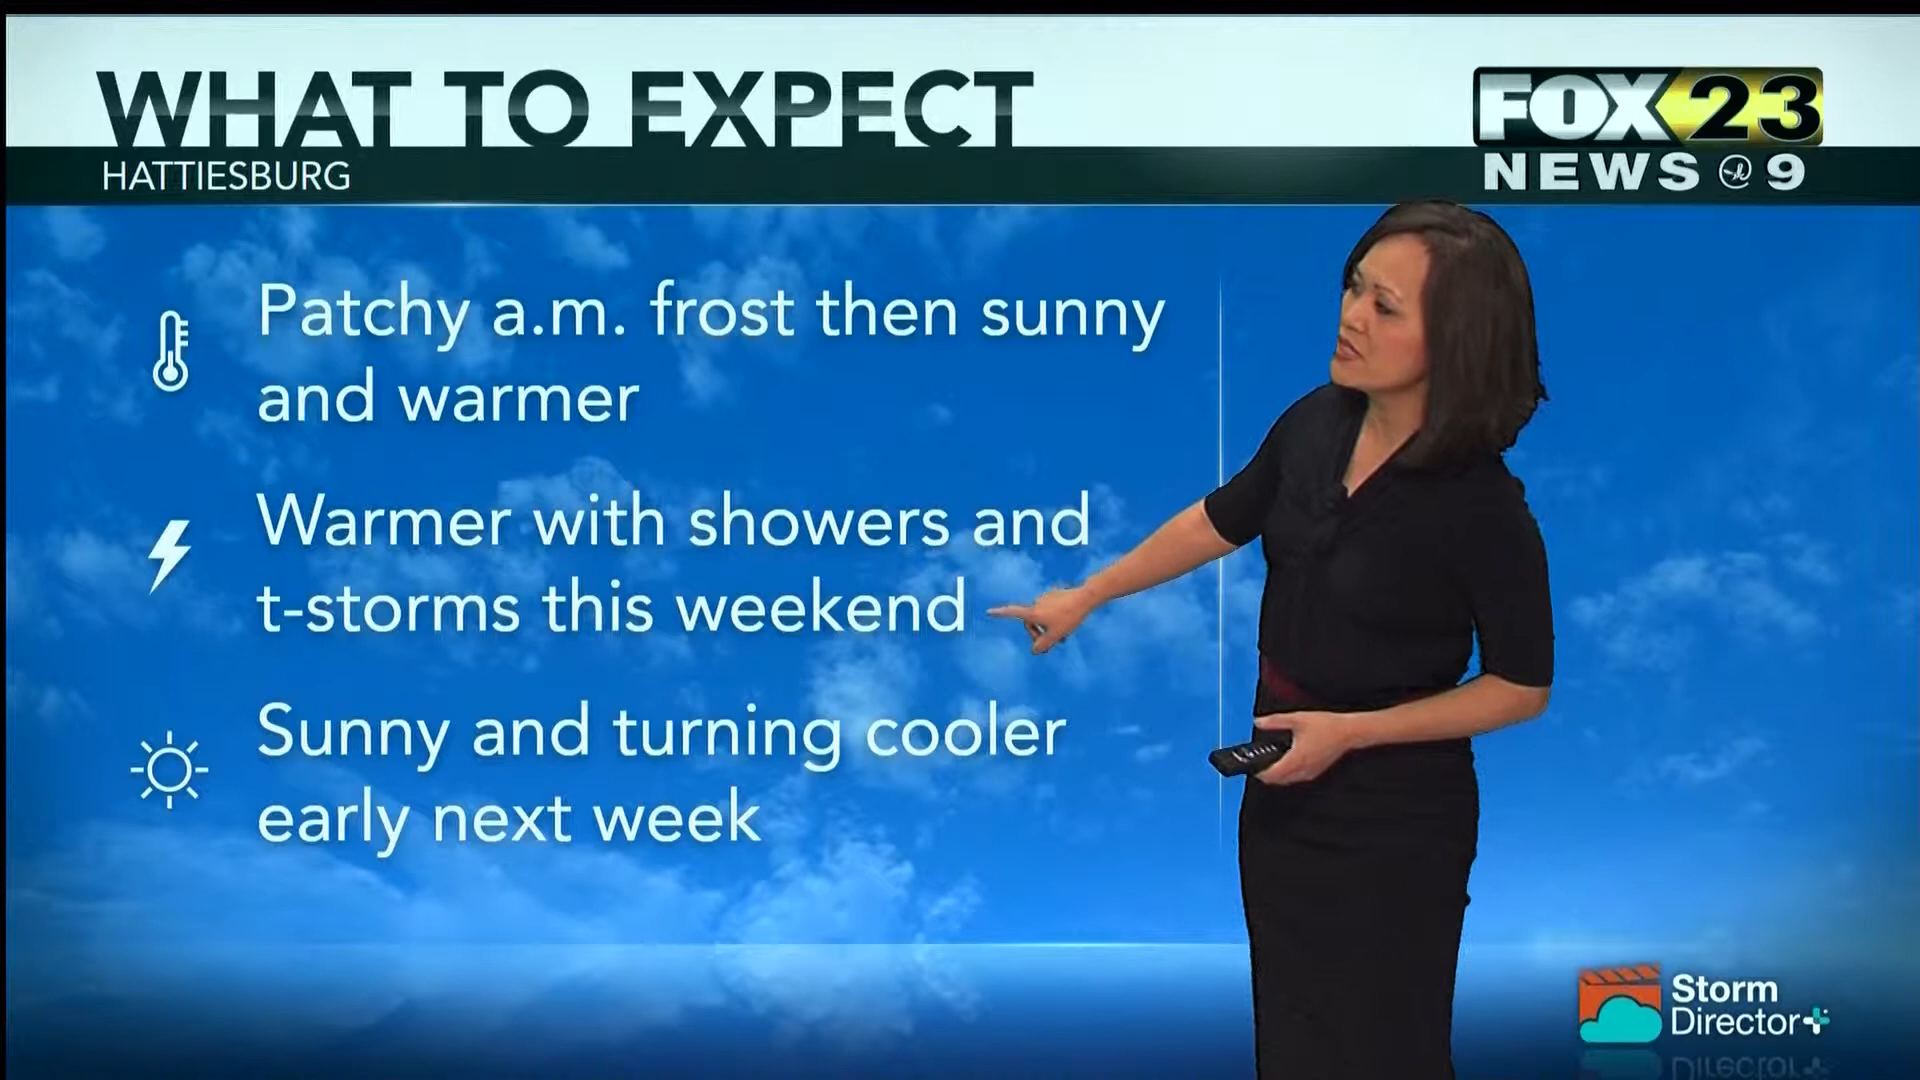 WHAT TO EXPECT
HATTIESBURG
FOX 23
NEWS @ 9
Patchy a.m. frost then sunny
and warmer
Warmer with showers and
t-storms this weekend
Sunny and turning cooler
early next week
Storm
Director+